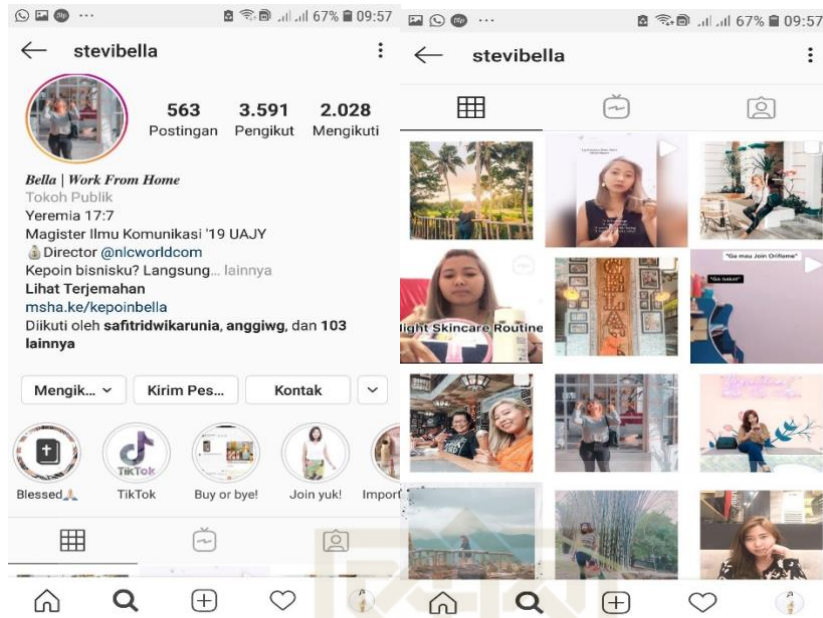 67% 09:57
stevibella
563 3.591 2.028
Postingan Pengikut Mengikuti
Bella | Work From Home
Tokoh Publik
Yeremia 17:7
Magister Ilmu Komunikasi '19 UAJY
Director @nlcworldcom
Kepoin bisnisku? Langsung... lainnya
Lihat Terjemahan
msha.ke/kepoinbella
Diikuti oleh safitridwikarunia, anggiwg, dan 103
lainnya
Mengik... Kirim Pes... Kontak
TikTok
Blessed TikTok Buy or bye! Join yuk! Import
67% 09:57
stevibella
"Ga mau Join Oriflame"
light Skincare Routine